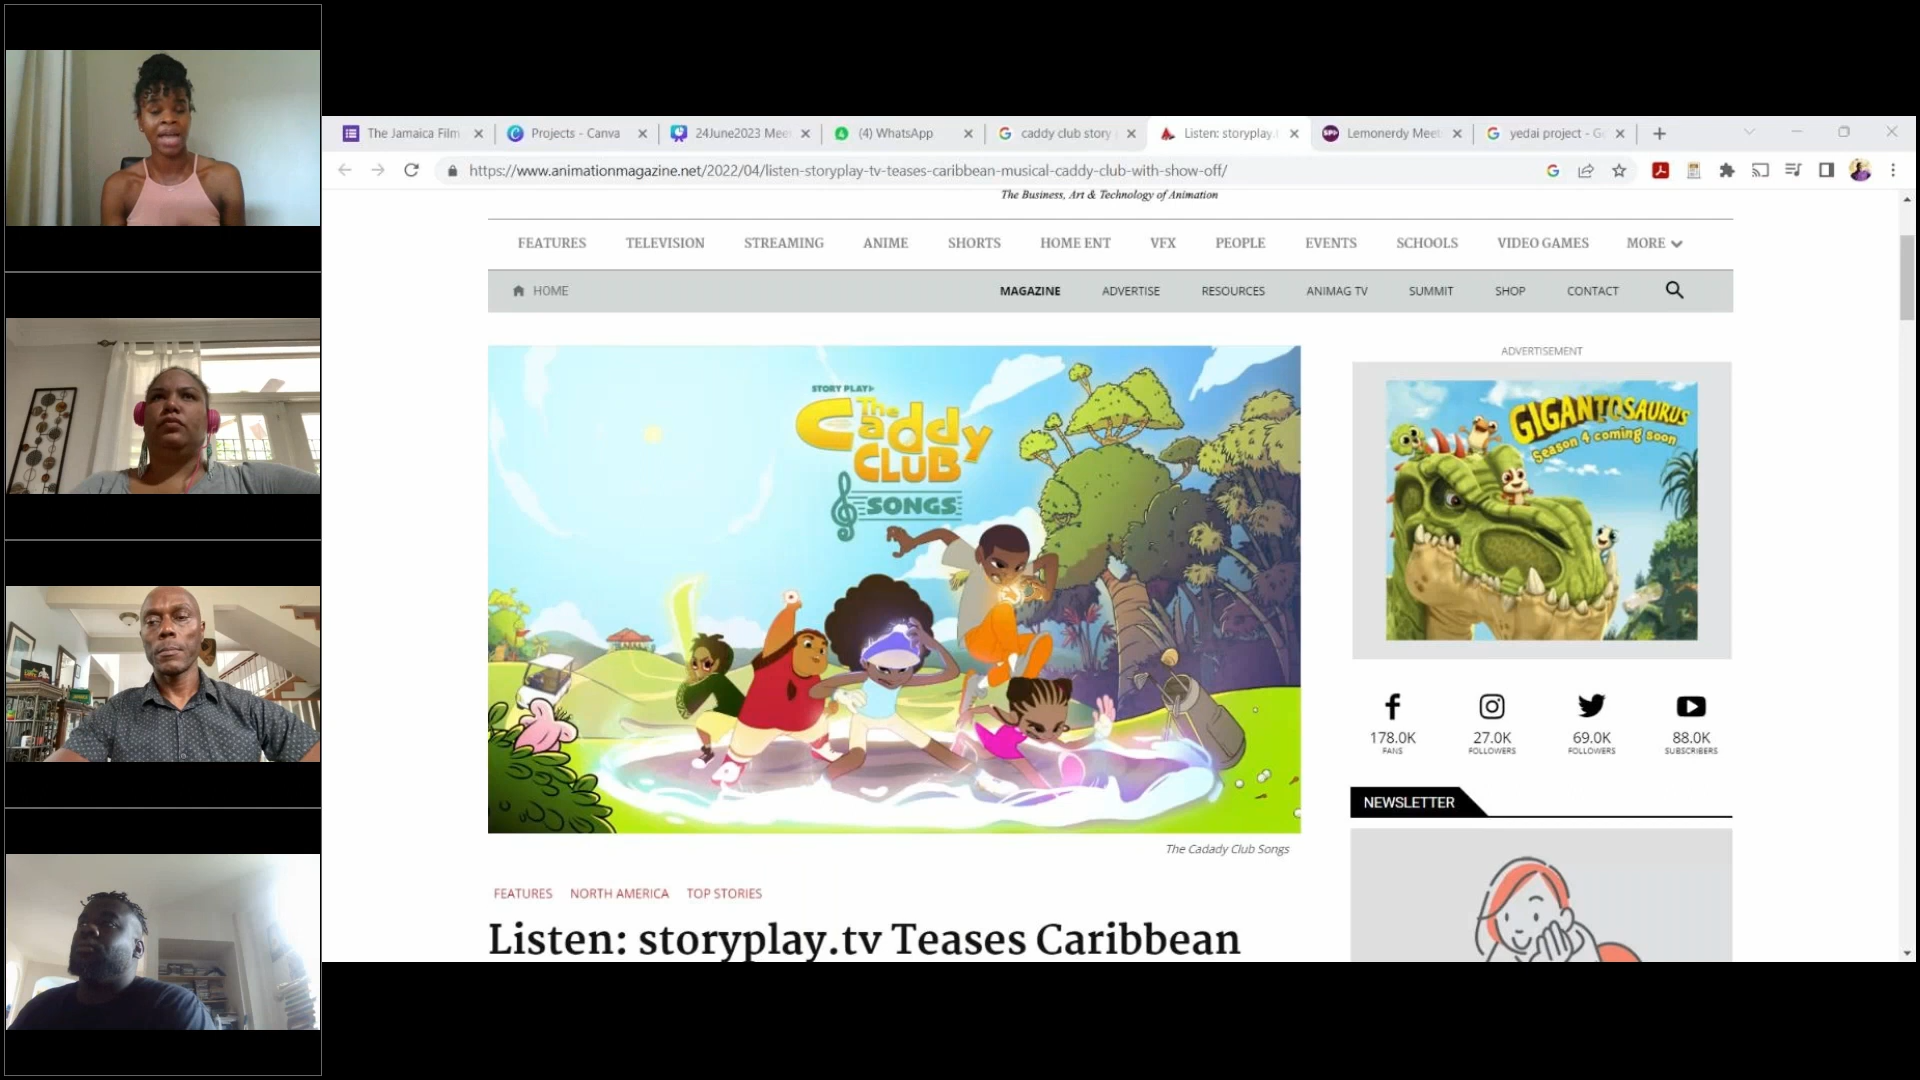 The Jamaica Film
Projects - Canva
24June2023 Mee
(4) WhatsApp
caddy club story
Listen: storyplay.t
Lemonerdy Meet
yedai project - G
https://www.animationmagazine.net/2022/04/listen-storyplay-tv-teases-caribbean-musical-caddy-club-with-show-off/
The Business, Art & Technology of Animation
FEATURES TELEVISION STREAMING ANIME SHORTS HOME ENT VFX PEOPLE EVENTS SCHOOLS VIDEO GAMES MORE
HOME MAGAZINE ADVERTISE RESOURCES ANIMAG TV SUMMIT SHOP CONTACT
STORY PLAY
The
Caddy
CLUB
SONGS
The Cadady Club Songs
FEATURES NORTH AMERICA TOP STORIES
Listen: storyplay.tv Teases Caribbean
ADVERTISEMENT
GIGANTOSAURUS
Season 4 coming soon
178.0K 27.0K 69.0K 88.0K
FANS FOLLOWERS FOLLOWERS SUBSCRIBERS
NEWSLETTER